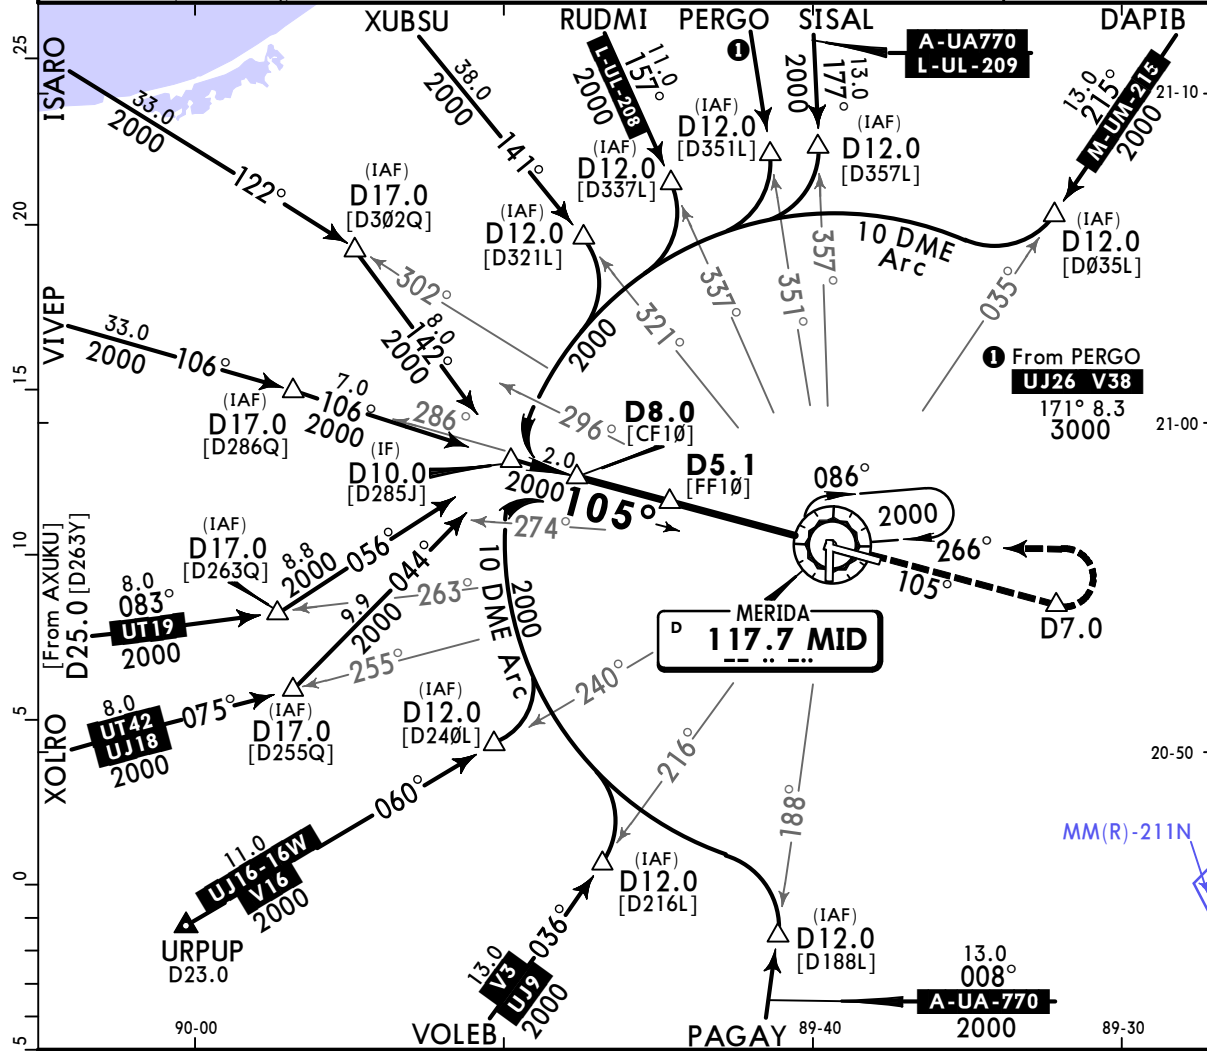 XUBSU
RUDMI
PERGO
SISAL
DAPIB
25
ISARO
33.0
2000
122°
(IAF)
D17.0
[D302Q]
38.0
2000
141°
(IAF)
D12.0
[D321L]
11.0
157°
L-UL-208
2000
(IAF)
D12.0
[D337L]
1
(IAF)
D12.0
[D351L]
13.0
177°
2000
A-UA770
L-UL-209
(IAF)
D12.0
[D357L]
13.0
215°
M-UM-215
2000
21-10
(IAF)
D12.0
[DØ35L]
20
10 DME
Arc
302°
321°
337°
351°
357°
035°
8.0
142°
2000
2000
VIVEP
33.0
2000
106°
(IAF)
D17.0
[D286Q]
7.0
106°
2000
286°
296°
1 From PERGO
UJ26 V38
171° 8.3
3000
15
21-00
D8.0
[CF1Ø]
(IF)
D10.0
[D285J]
2.0
2000
105°
D5.1
[FF1Ø]
086°
2000
266°
105°
D7.0
274°
10
[From AXUKU]
D25.0 [D263Y]
(IAF)
D17.0
[D263Q]
8.8
2000
056°
8.0
083°
UT19
2000
263°
9.9
2000
044°
10 DME Arc
2000
MERIDA
D
117.7 MID
255°
240°
216°
188°
5
XOLRO
8.0
UT42
UJ18
2000
075°
(IAF)
D17.0
[D255Q]
(IAF)
D12.0
[D24ØL]
20-50
060°
11.0
UJ16-16W
V16
2000
URPUP
D23.0
0
MM(R)-211N
(IAF)
D12.0
[D216L]
036°
13.0
V3
UJ9
2000
VOLEB
(IAF)
D12.0
[D188L]
13.0
008°
A-UA-770
2000
PAGAY
5
90-00
89-40
89-30